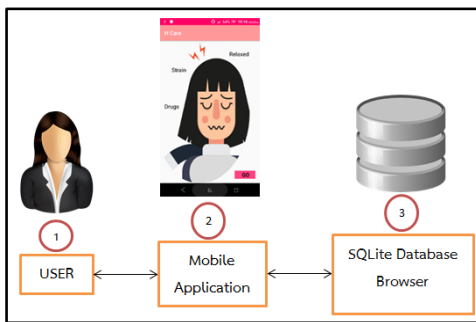 H Care
Relaxed
Strain
Drugs
GO
1
2
3
USER
Mobile
Application
SQLite Database
Browser